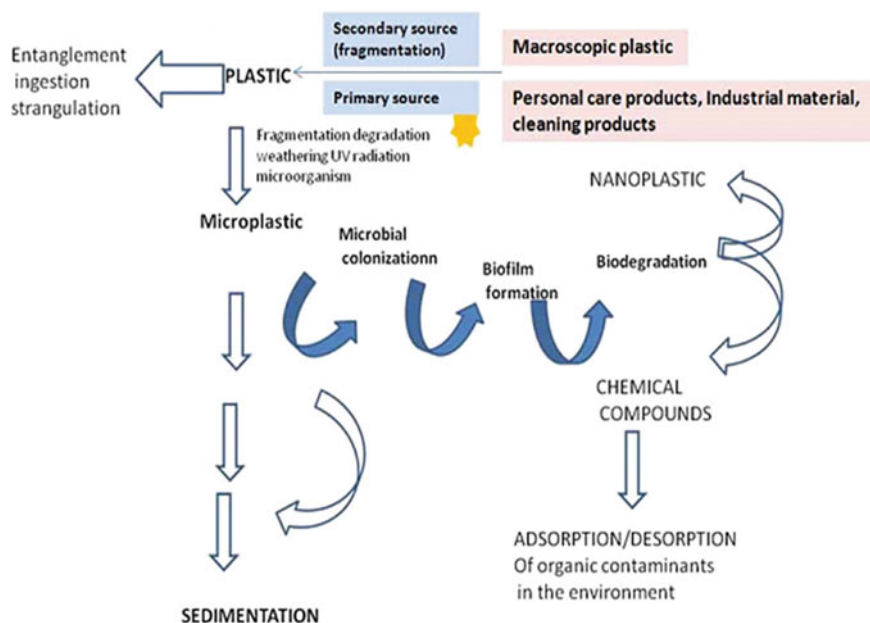 Entanglement
ingestion
strangulation
PLASTIC
Secondary source
(fragmentation)
Macroscopic plastic
Primary source
Personal care products, Industrial material,
cleaning products
Fragmentation degradation
weathering UV radiation
microorganism
Microplastic
Microbial
colonizationn
Biofilm
formation
Biodegradation
NANOPLASTIC
CHEMICAL
COMPOUNDS
ADSORPTION/DESORPTION
Of organic contaminants
in the environment
SEDIMENTATION